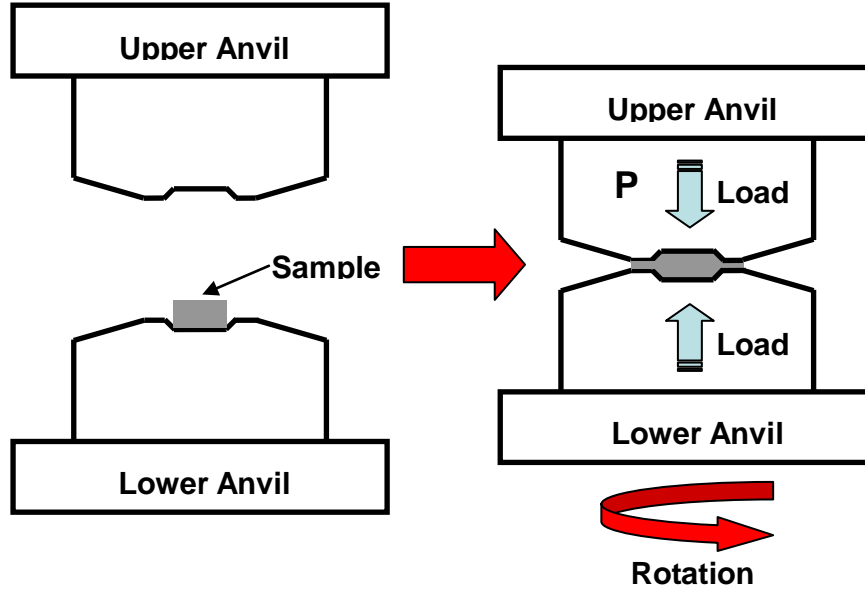 Upper Anvil
Sample
Lower Anvil
Upper Anvil
P
Load
Load
Lower Anvil
Rotation